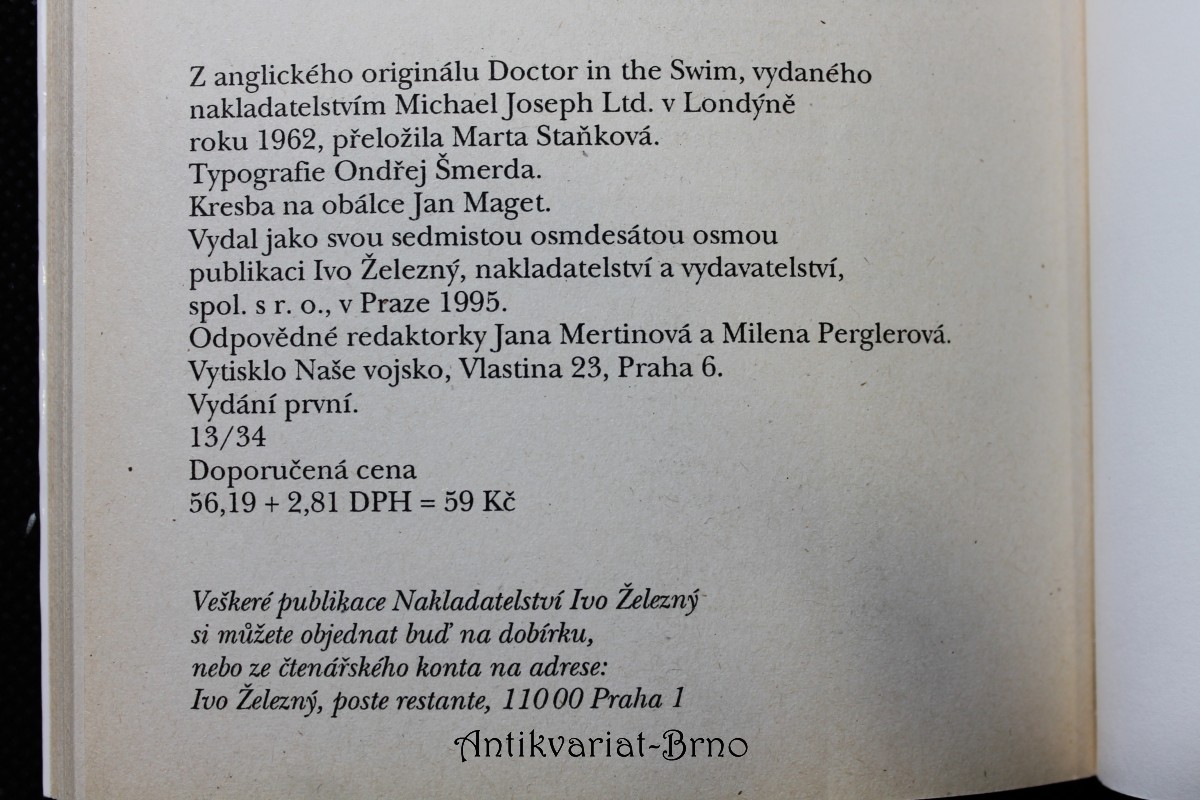 Z anglického originálu Doctor in the Swim, vydaného
nakladatelstvím Michael Joseph Ltd. v Londýně
roku 1962, přeložila Marta Staňková.
Typografie Ondřej Šmerda.
Kresba na obálce Jan Maget.
Vydal jako svou sedmistou osmdesátou osmou
publikaci Ivo Železný, nakladatelství a vydavatelství,
spol. s r. o., v Praze 1995.
Odpovědné redaktorky Jana Mertinová a Milena Perglerová.
Vytisklo Naše vojsko, Vlastina 23, Praha 6.
Vydání první.
13/34
Doporučená cena
56,19 + 2,81 DPH = 59 Kč
Veškeré publikace Nakladatelství Ivo Železný
si můžete objednat buď na dobírku,
nebo ze čtenářského konta na adrese:
Ivo Železný, poste restante, 110 00 Praha 1
Antikvariat-Brno